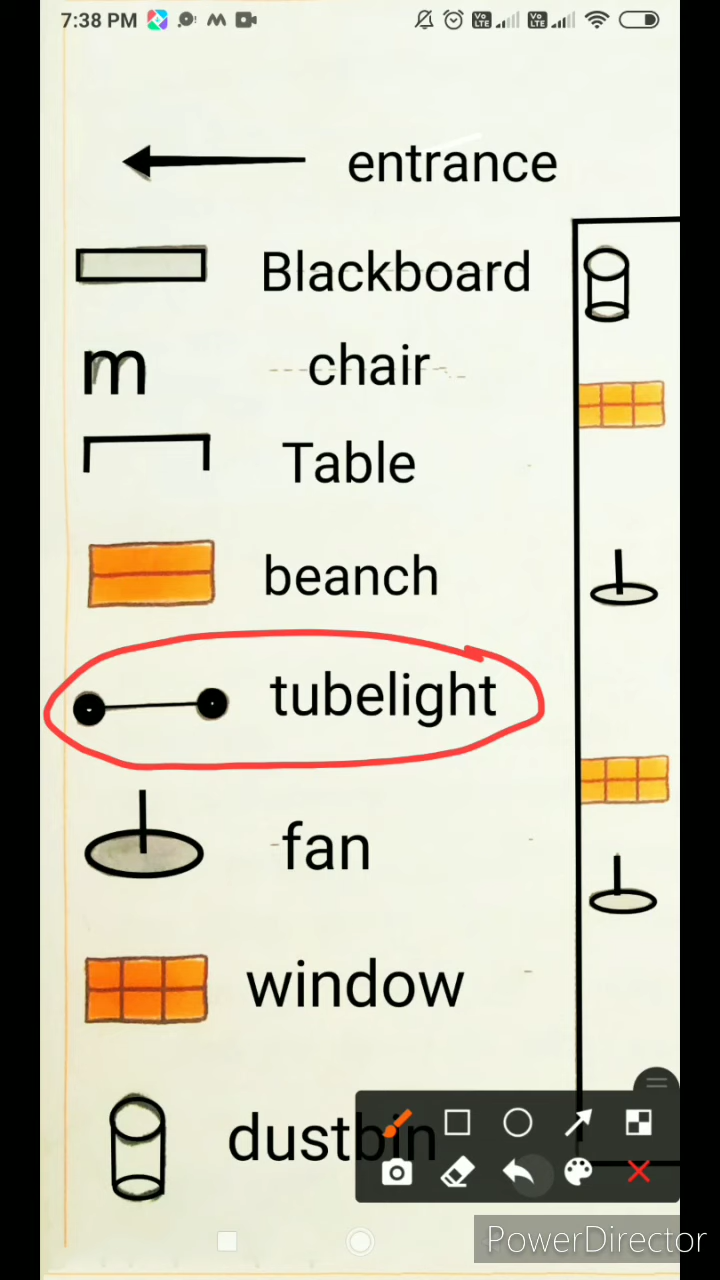 7:38 PM
entrance
Blackboard
m
chair
Table
beanch
tubelight
fan
window
dustbin
PowerDirector